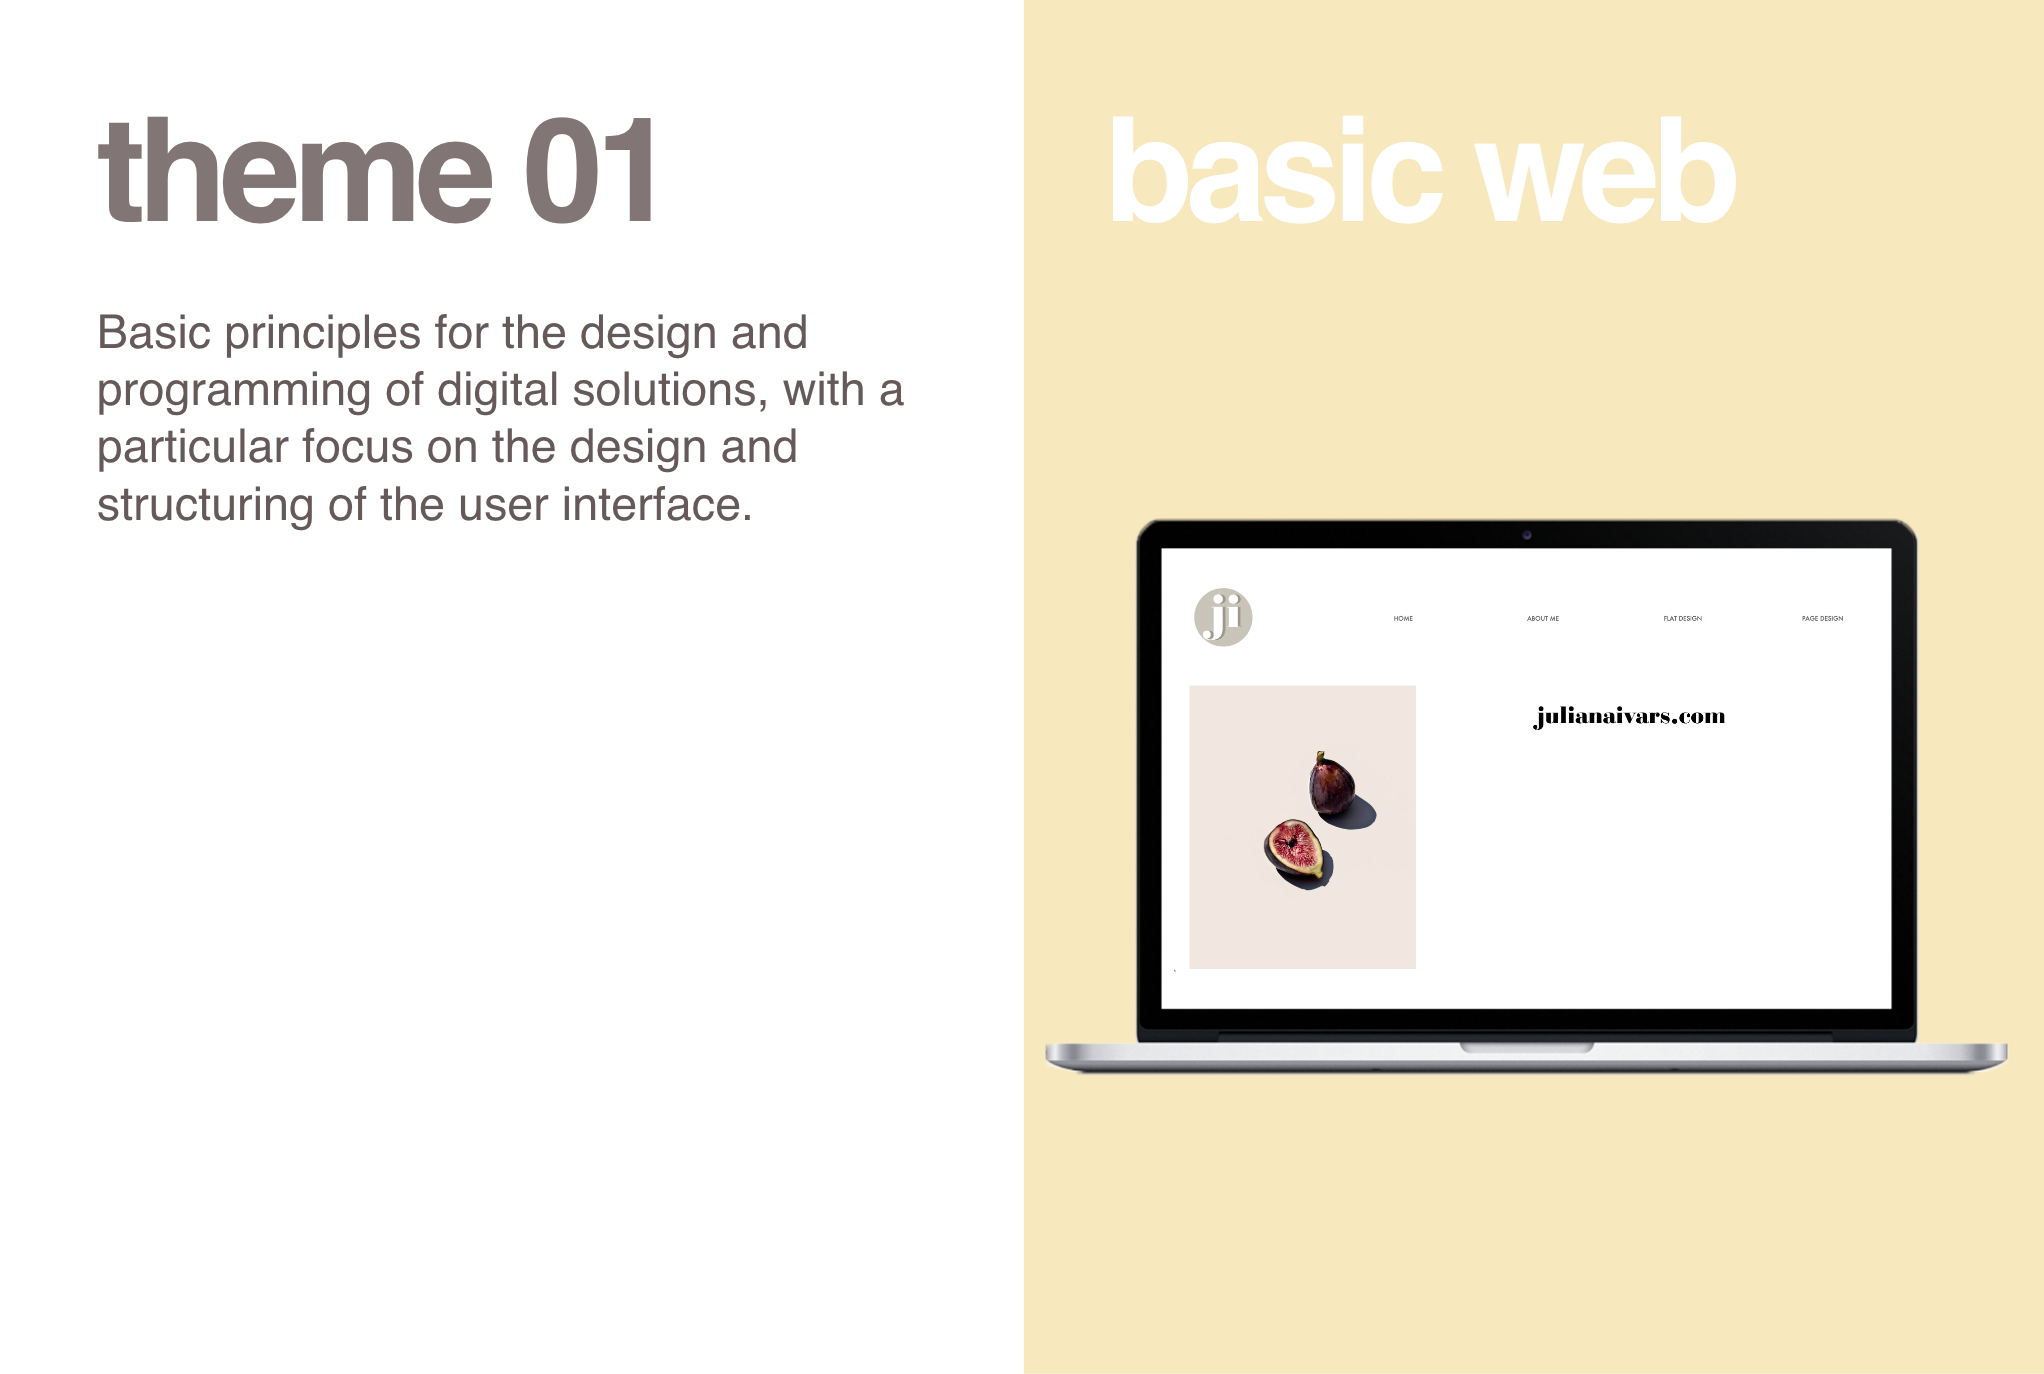 theme 01
Basic principles for the design and
programming of digital solutions, with a
particular focus on the design and
structuring of the user interface.
basic web
ji
HOME
ABOUT ME
FLAT DESIGN
PAGE DESIGN
julianaivars.com